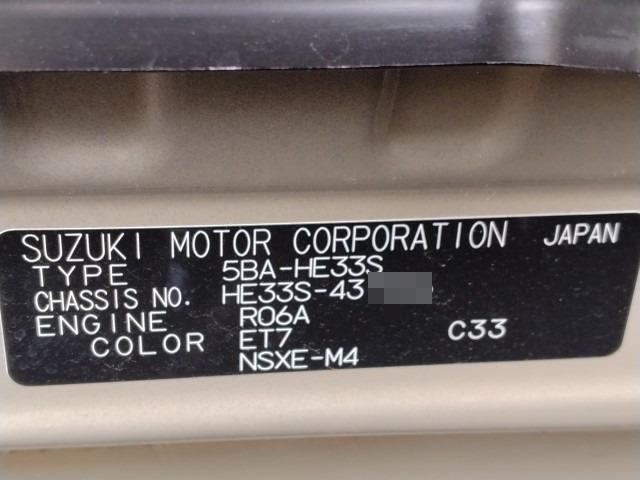 SUZUKI MOTOR CORPORATION JAPAN
TYPE 5BA-HE33S
CHASSIS NO. HE33S-43
ENGINE R06A
COLOR ET7 C33
NSXE-M4